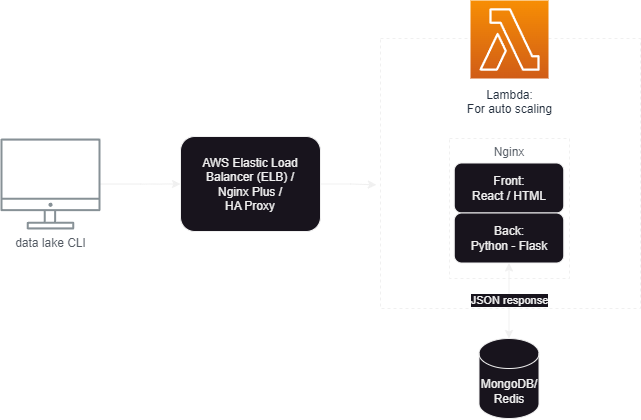 Lambda:
For auto scaling
AWS Elastic Load
Balancer (ELB) /
Nginx Plus /
HA Proxy
Nginx
Front:
React / HTML
Back:
Python - Flask
data lake CLI
JSON response
MongoDB/
Redis